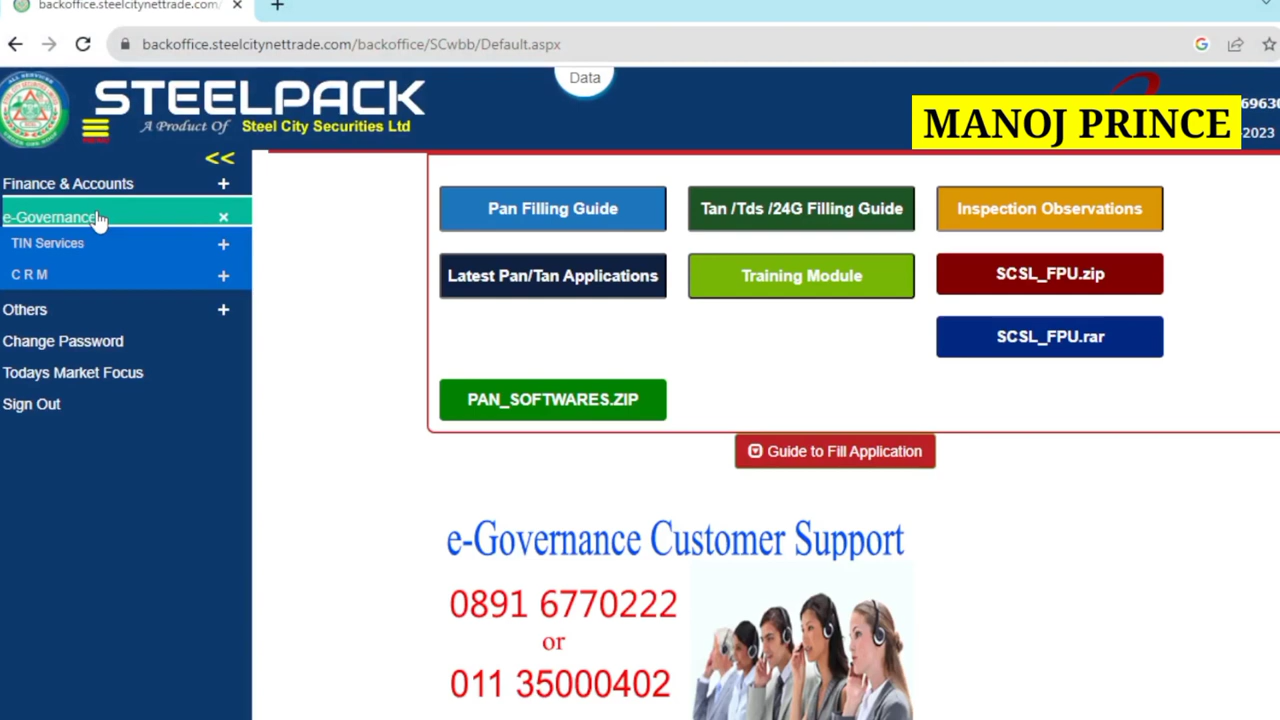 backoffice.steelcitynettrade.com/
backoffice.steelcitynettrade.com/backoffice/SCwbb/Default.aspx
STEELPACK
A Product Of Steel City Securities Ltd
Data
MANOJ PRINCE
6963
2023
<<
Finance & Accounts +
e-Governance ×
TIN Services +
C R M +
Others +
Change Password
Todays Market Focus
Sign Out
Pan Filling Guide
Tan /Tds /24G Filling Guide
Inspection Observations
Latest Pan/Tan Applications
Training Module
SCSL_FPU.zip
SCSL_FPU.rar
PAN_SOFTWARES.ZIP
Guide to Fill Application
e-Governance Customer Support
0891 6770222
or
011 35000402